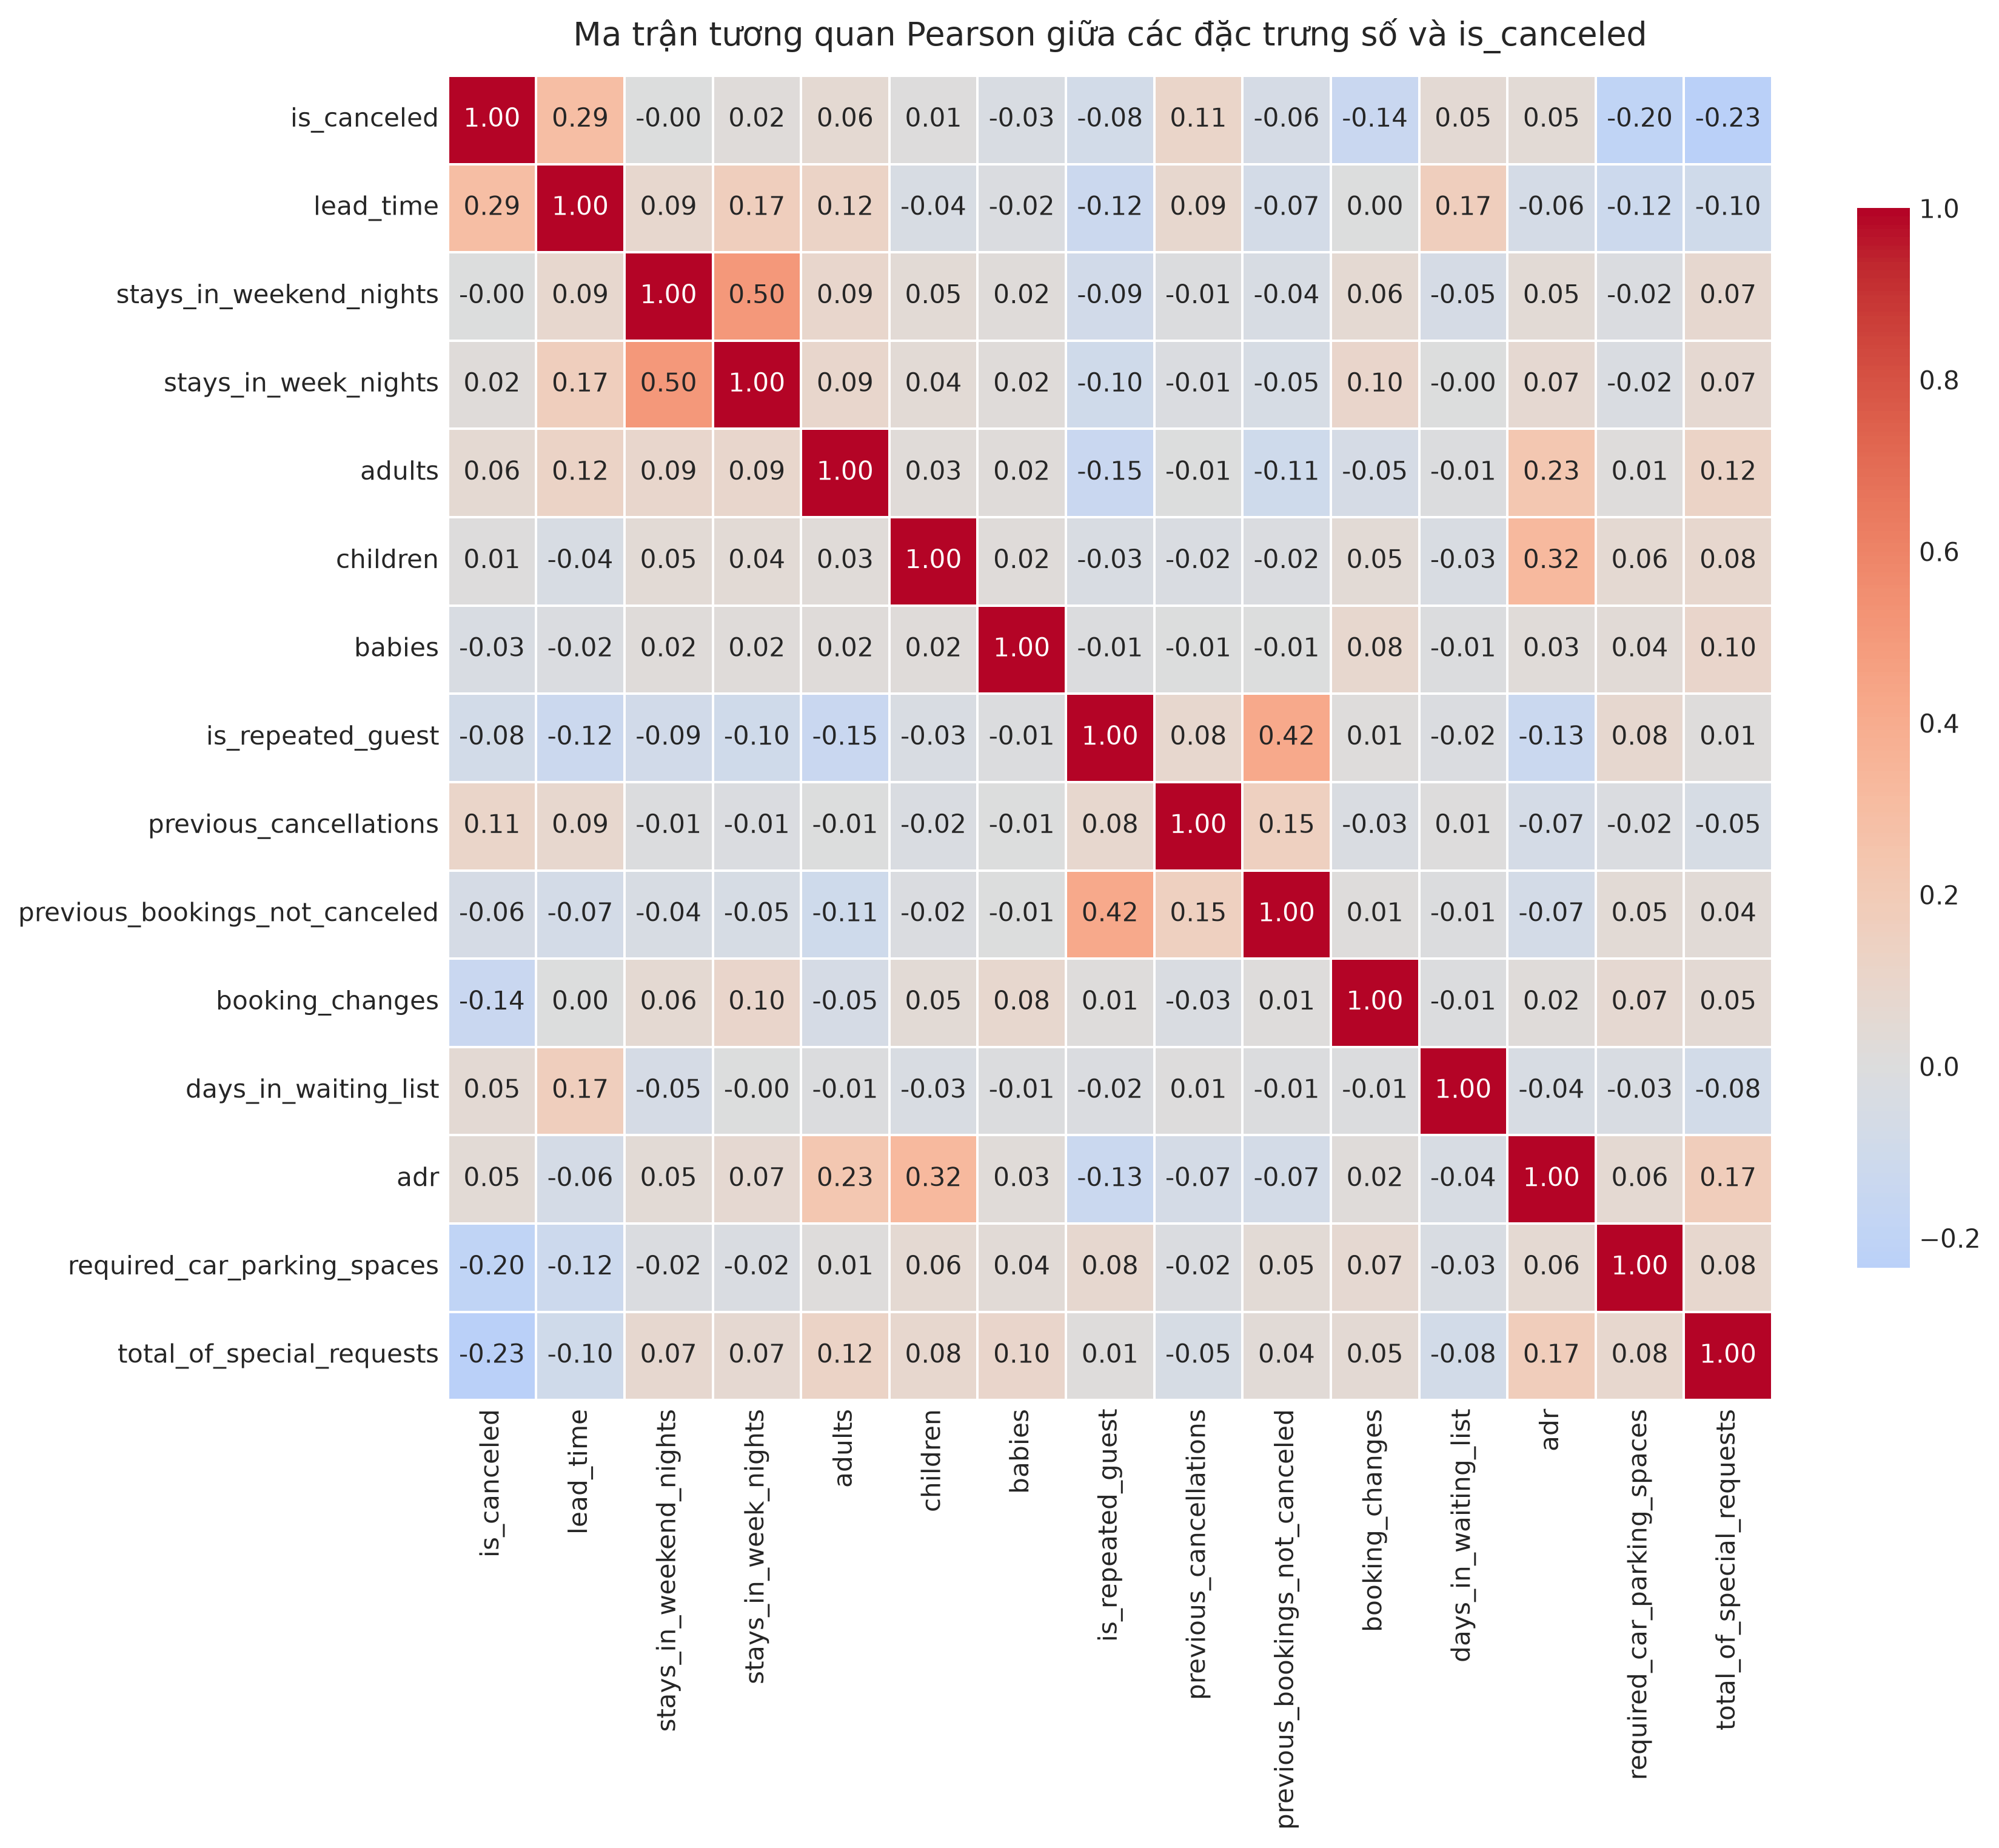 Ma trận tương quan Pearson giữa các đặc trưng số và is_canceled
is_canceled 1.00 0.29 -0.00 0.02 0.06 0.01 -0.03 -0.08 0.11 -0.06 -0.14 0.05 0.05 -0.20 -0.23
lead_time 0.29 1.00 0.09 0.17 0.12 -0.04 -0.02 -0.12 0.09 -0.07 0.00 0.17 -0.06 -0.12 -0.10
stays_in_weekend_nights -0.00 0.09 1.00 0.50 0.09 0.05 0.02 -0.09 -0.01 -0.04 0.06 -0.05 0.05 -0.02 0.07
stays_in_week_nights 0.02 0.17 0.50 1.00 0.09 0.04 0.02 -0.10 -0.01 -0.05 0.10 -0.00 0.07 -0.02 0.07
adults 0.06 0.12 0.09 0.09 1.00 0.03 0.02 -0.15 -0.01 -0.11 -0.05 -0.01 0.23 0.01 0.12
children 0.01 -0.04 0.05 0.04 0.03 1.00 0.02 -0.03 -0.02 -0.02 0.05 -0.03 0.32 0.06 0.08
babies -0.03 -0.02 0.02 0.02 0.02 0.02 1.00 -0.01 -0.01 -0.01 0.08 -0.01 0.03 0.04 0.10
is_repeated_guest -0.08 -0.12 -0.09 -0.10 -0.15 -0.03 -0.01 1.00 0.08 0.42 0.01 -0.02 -0.13 0.08 0.01
previous_cancellations 0.11 0.09 -0.01 -0.01 -0.01 -0.02 -0.01 0.08 1.00 0.15 -0.03 0.01 -0.07 -0.02 -0.05
previous_bookings_not_canceled -0.06 -0.07 -0.04 -0.05 -0.11 -0.02 -0.01 0.42 0.15 1.00 0.01 -0.01 -0.07 0.05 0.04
booking_changes -0.14 0.00 0.06 0.10 -0.05 0.05 0.08 0.01 -0.03 0.01 1.00 -0.01 0.02 0.07 0.05
days_in_waiting_list 0.05 0.17 -0.05 -0.00 -0.01 -0.03 -0.01 -0.02 0.01 -0.01 -0.01 1.00 -0.04 -0.03 -0.08
adr 0.05 -0.06 0.05 0.07 0.23 0.32 0.03 -0.13 -0.07 -0.07 0.02 -0.04 1.00 0.06 0.17
required_car_parking_spaces -0.20 -0.12 -0.02 -0.02 0.01 0.06 0.04 0.08 -0.02 0.05 0.07 -0.03 0.06 1.00 0.08
total_of_special_requests -0.23 -0.10 0.07 0.07 0.12 0.08 0.10 0.01 -0.05 0.04 0.05 -0.08 0.17 0.08 1.00
is_canceled
lead_time
stays_in_weekend_nights
stays_in_week_nights
adults
children
babies
is_repeated_guest
previous_cancellations
previous_bookings_not_canceled
booking_changes
days_in_waiting_list
adr
required_car_parking_spaces
total_of_special_requests
1.0
0.8
0.6
0.4
0.2
0.0
−0.2